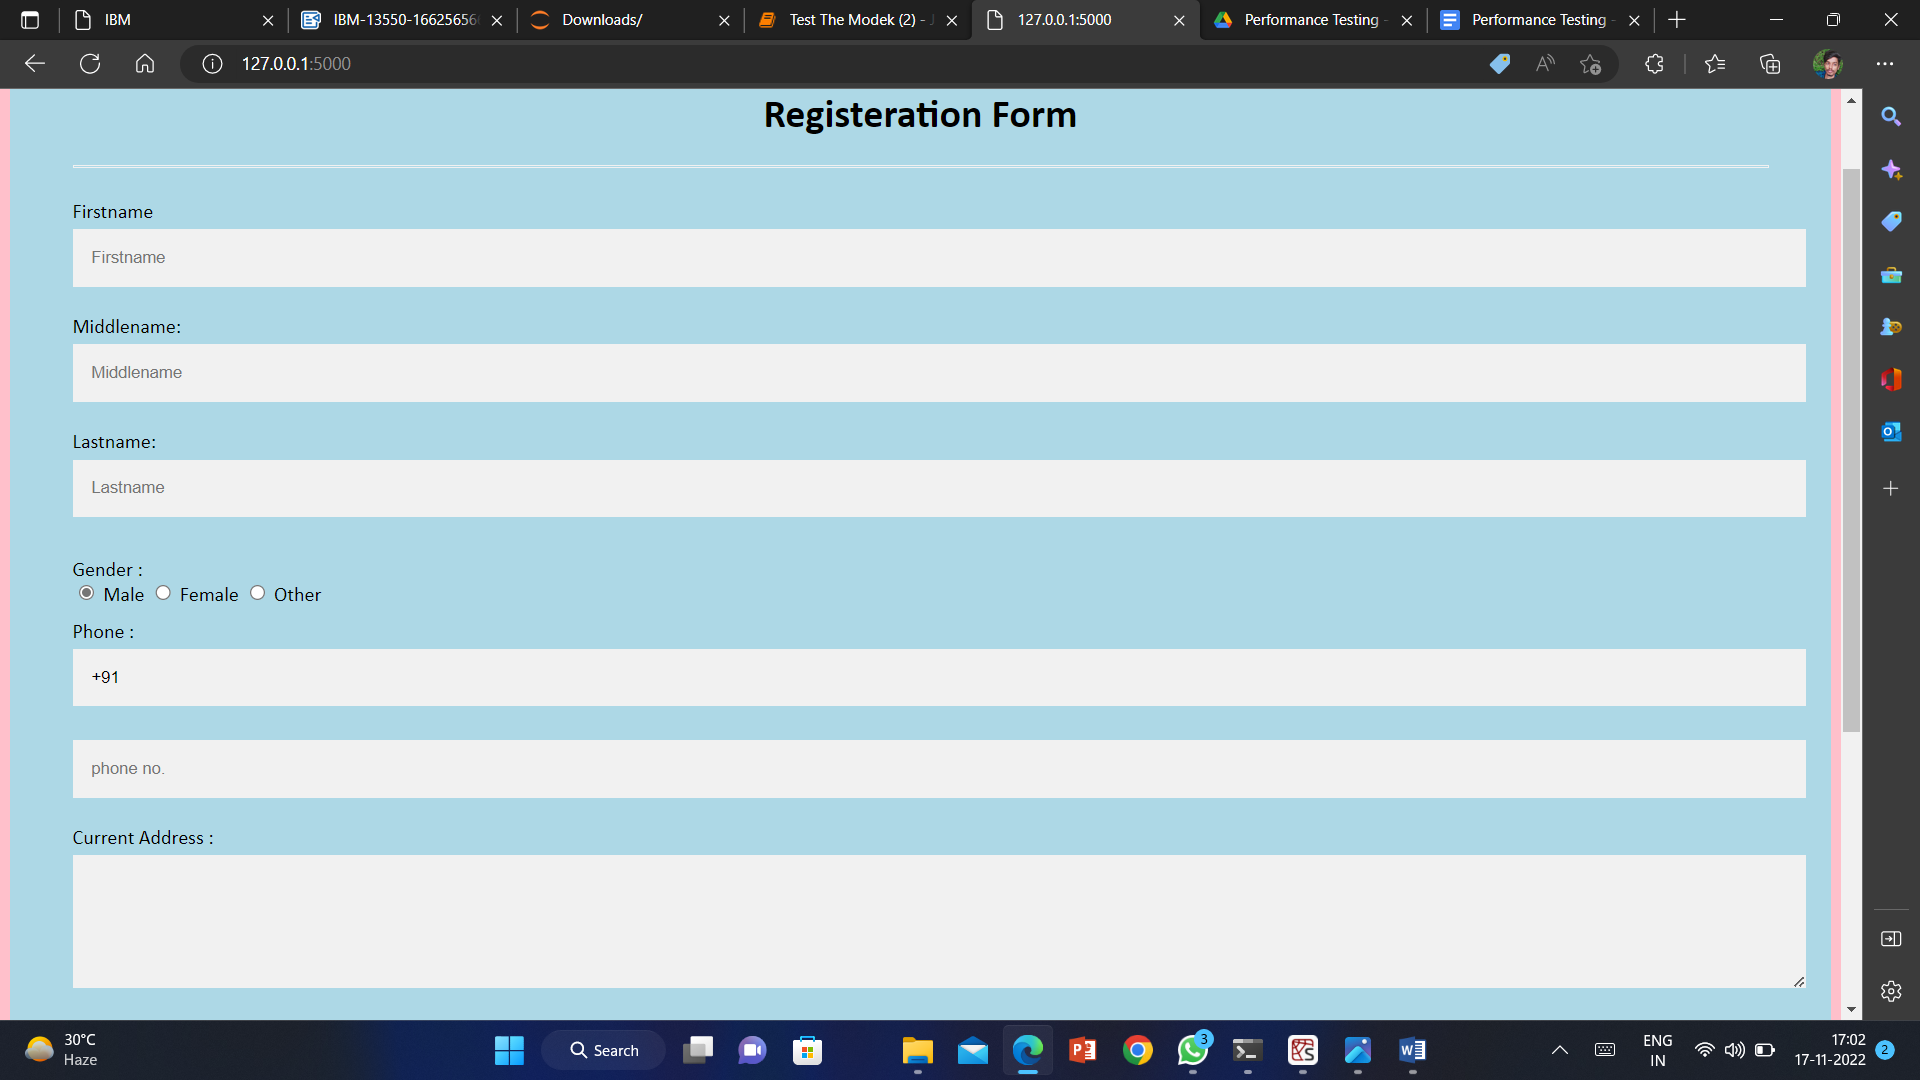 IBM
IBM-13550-1662565
Downloads/
Test The Modek (2) - J
127.0.0.1:5000
Performance Testing -
Performance Testing -
127.0.0.1:5000
Registeration Form
Firstname
Firstname
Middlename:
Middlename
Lastname:
Lastname
Gender :
Male Female Other
Phone :
+91
phone no.
Current Address :
30°C
Haze
Search
3
ENG
IN
17:02
17-11-2022
2